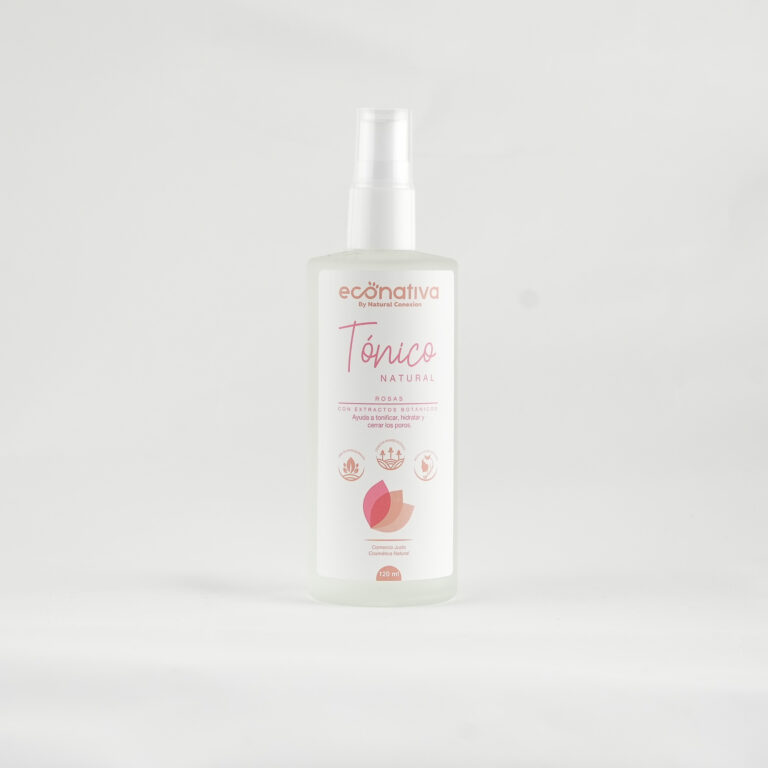 econativa
By Natural Conexion
Tónico
NATURAL
ROSAS
CON EXTRACTOS BOTÁNICOS
Ayuda a tonificar, hidratar y
cerrar los poros.
Comercio Justo
Cosmética Natural
120 ml